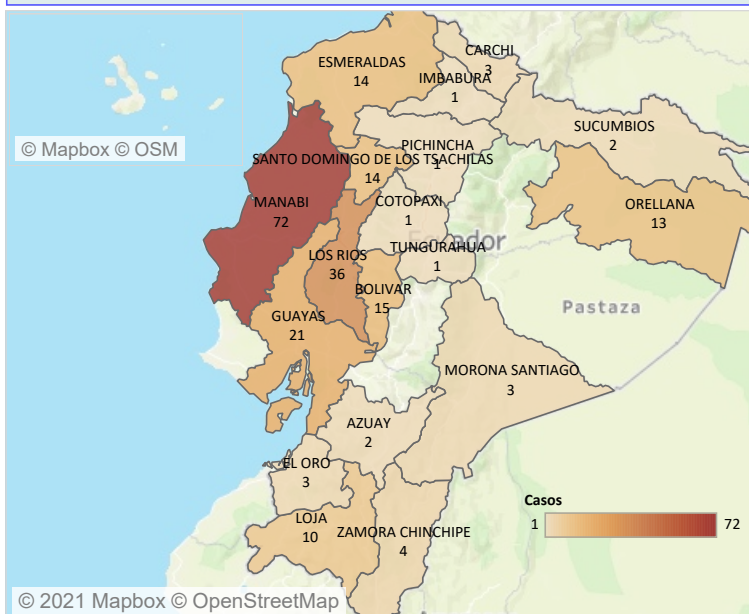 CARCHI
3
ESMERALDAS
14
IMBABURA
1
SUCUMBIOS
2
© Mapbox © OSM
PICHINCHA
1
SANTO DOMINGO DE LOS TSACHILAS
14
MANABI
72
COTOPAXI
1
ORELLANA
13
Ecuador
TUNGURAHUA
1
LOS RIOS
36
BOLIVAR
15
Pastaza
GUAYAS
21
MORONA SANTIAGO
3
AZUAY
2
EL ORO
3
Casos
1
72
LOJA
10
ZAMORA CHINCHIPE
4
© 2021 Mapbox © OpenStreetMap